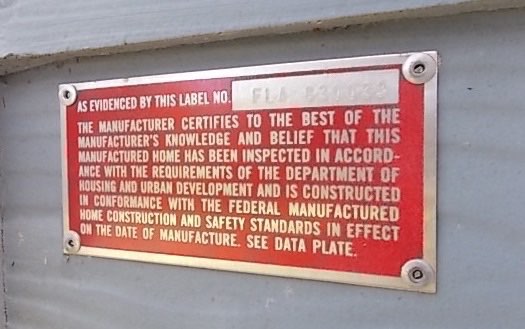 AS EVIDENCED BY THIS LABEL NO. FLA
THE MANUFACTURER CERTIFIES TO THE BEST OF THE
MANUFACTURER'S KNOWLEDGE AND BELIEF THAT THIS
MANUFACTURED HOME HAS BEEN INSPECTED IN ACCORD-
ANCE WITH THE REQUIREMENTS OF THE DEPARTMENT OF
HOUSING AND URBAN DEVELOPMENT AND IS CONSTRUCTED
IN CONFORMANCE WITH THE FEDERAL MANUFACTURED
HOME CONSTRUCTION AND SAFETY STANDARDS IN EFFECT
ON THE DATE OF MANUFACTURE. SEE DATA PLATE.